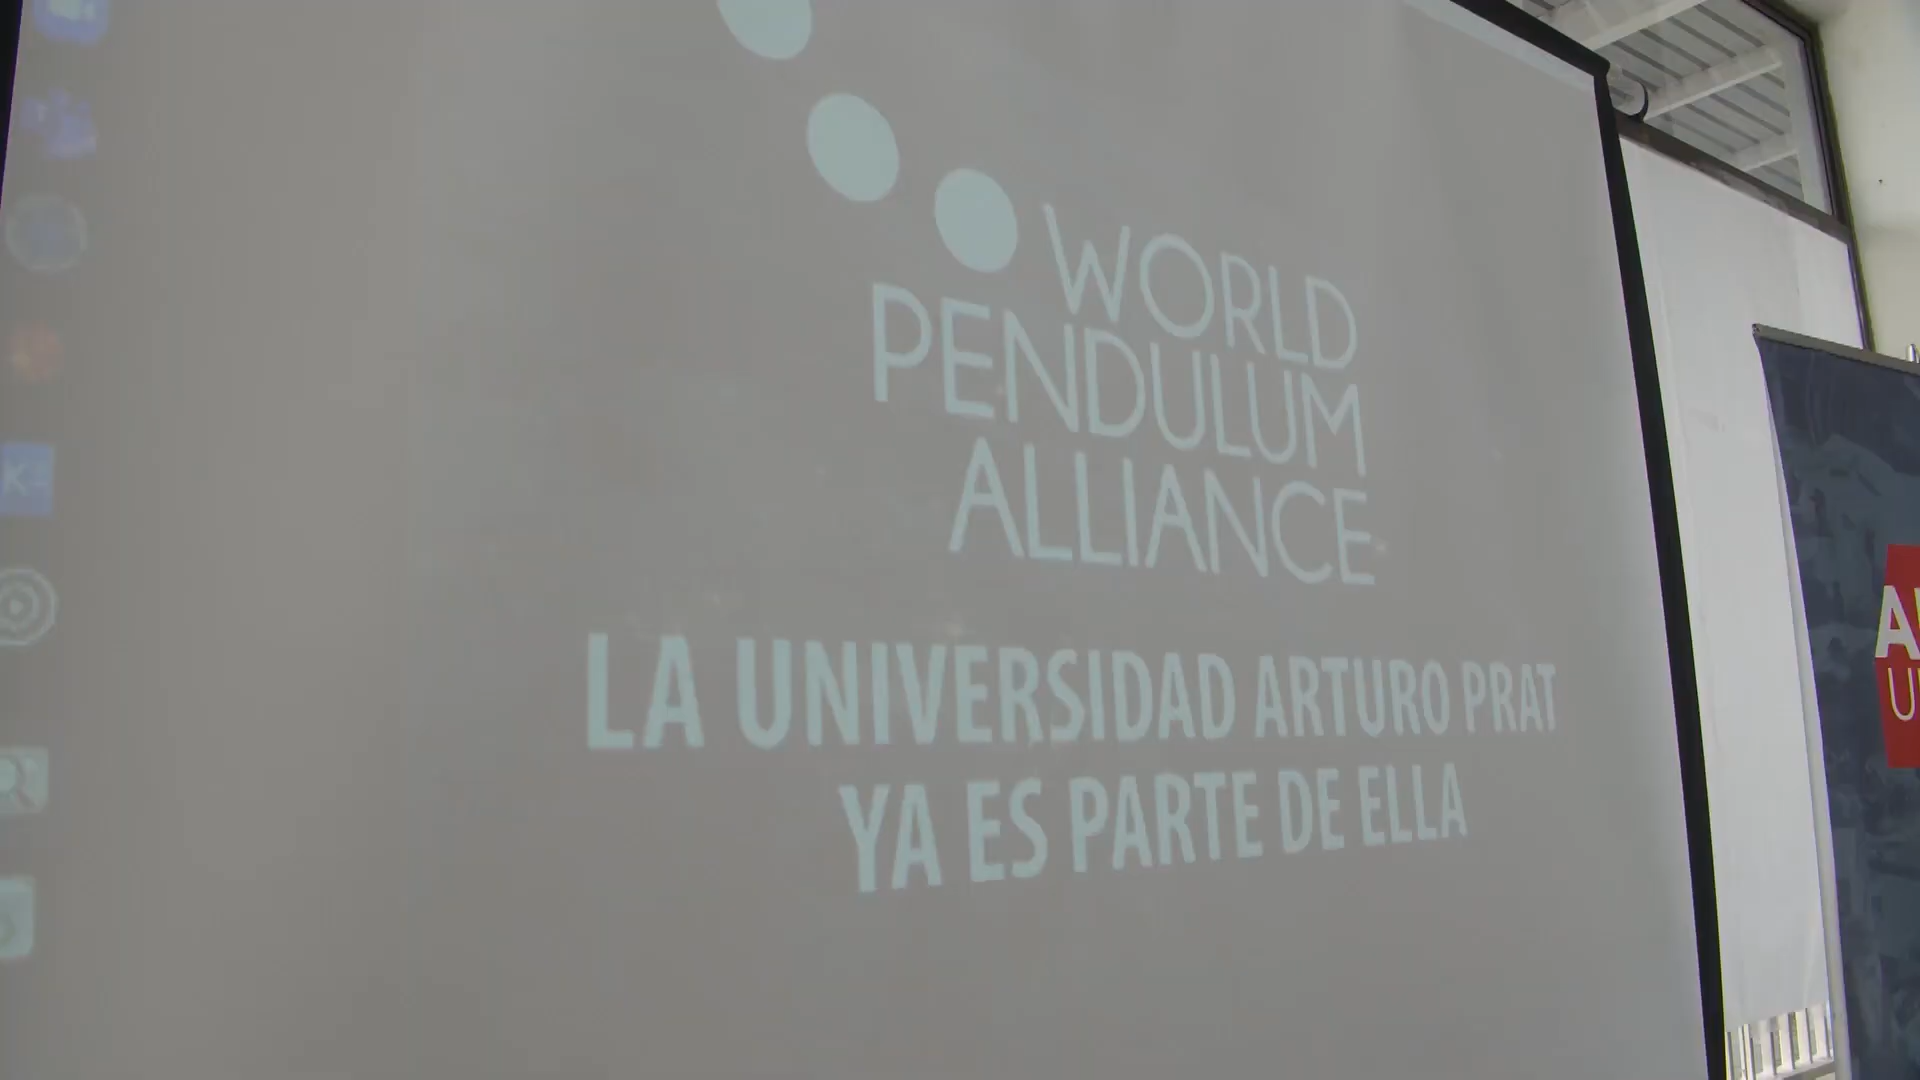 WORLD
PENDULUM
ALLIANCE
LA UNIVERSIDAD ARTURO PRAT
YA ES PARTE DE ELLA